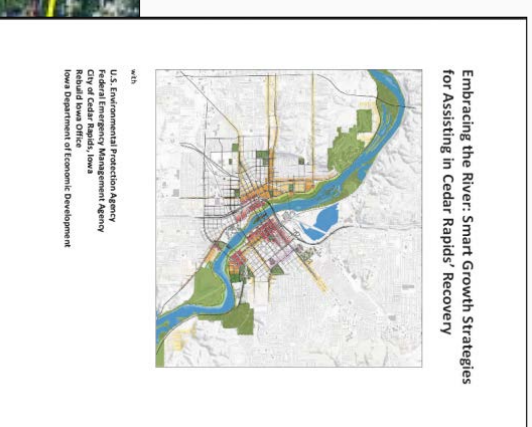 Embracing the River: Smart Growth Strategies
for Assisting in Cedar Rapids' Recovery
with
U.S. Environmental Protection Agency
Federal Emergency Management Agency
City of Cedar Rapids, Iowa
Rebuild Iowa Office
Iowa Department of Economic Development